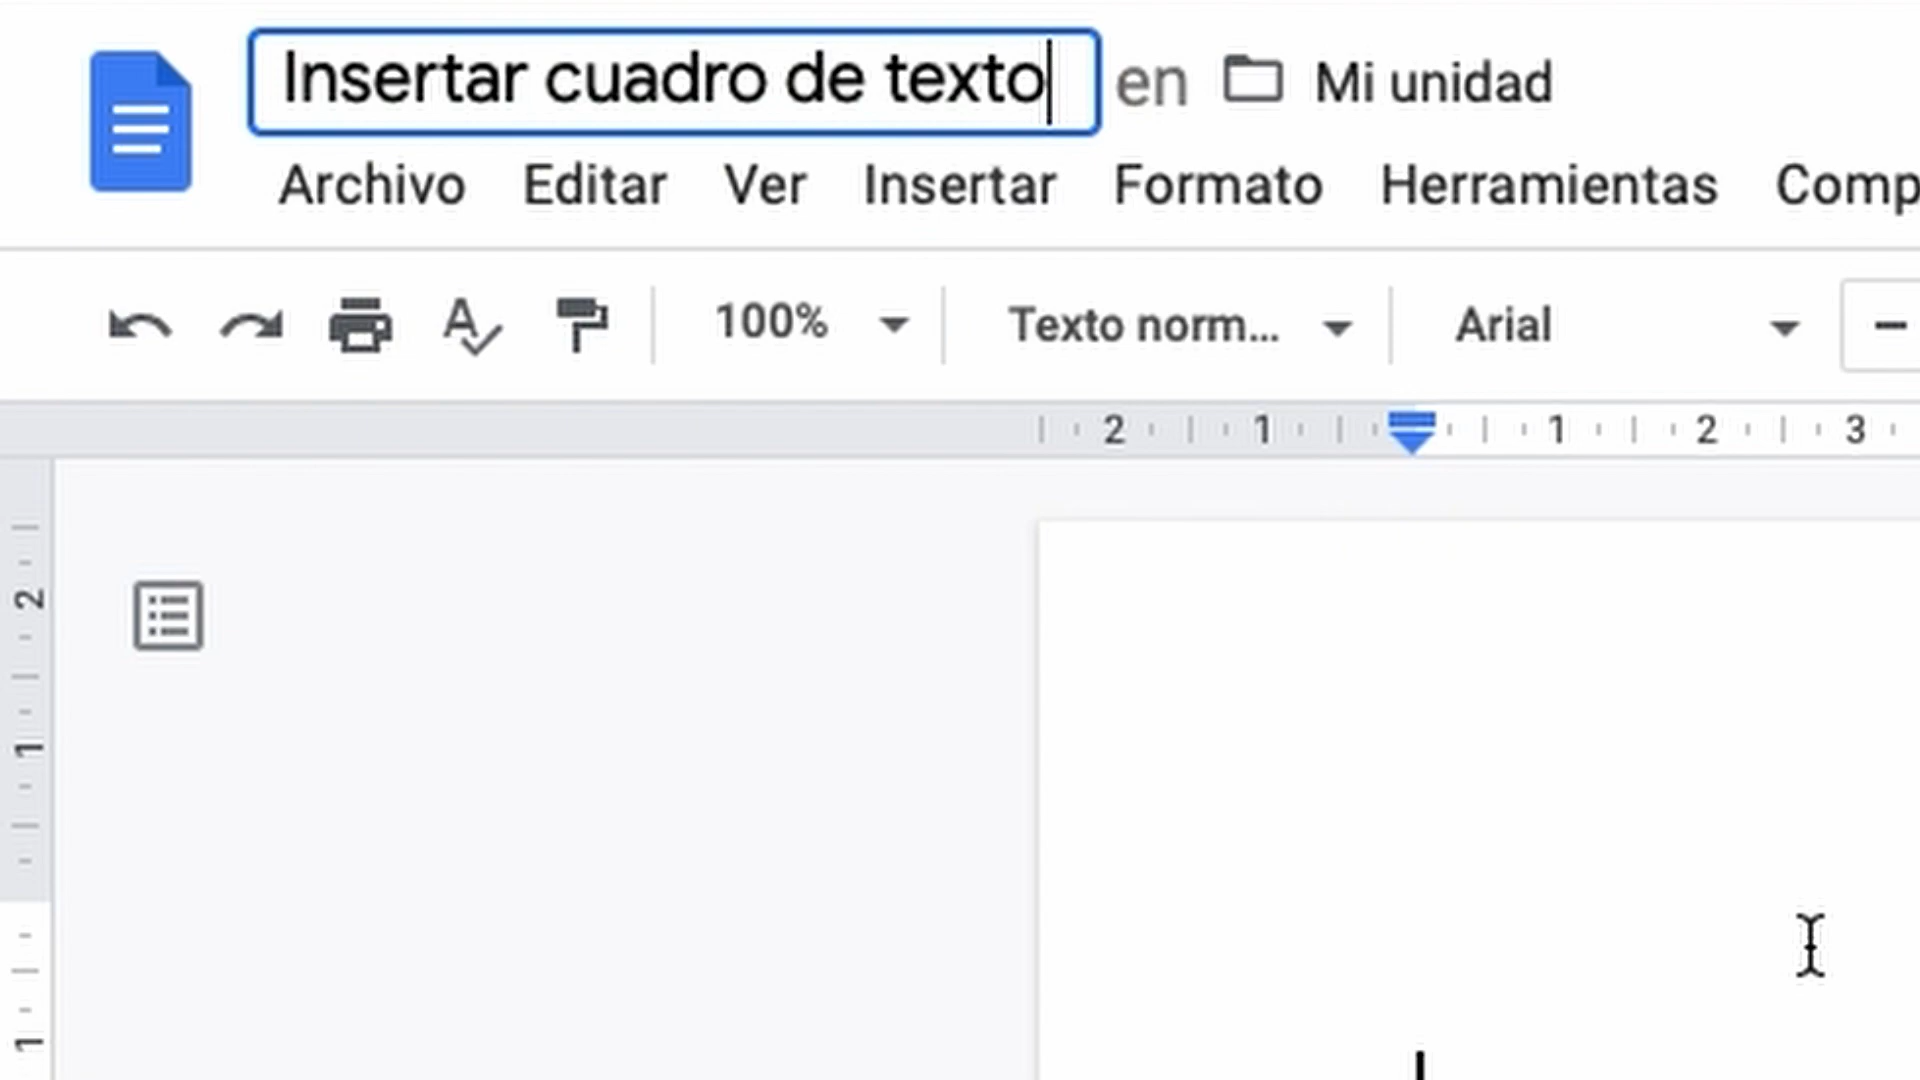 Insertar cuadro de texto en Mi unidad
Archivo Editar Ver Insertar Formato Herramientas Comp
100% Texto norm... Arial
2 1 1 2 3
2
1
1